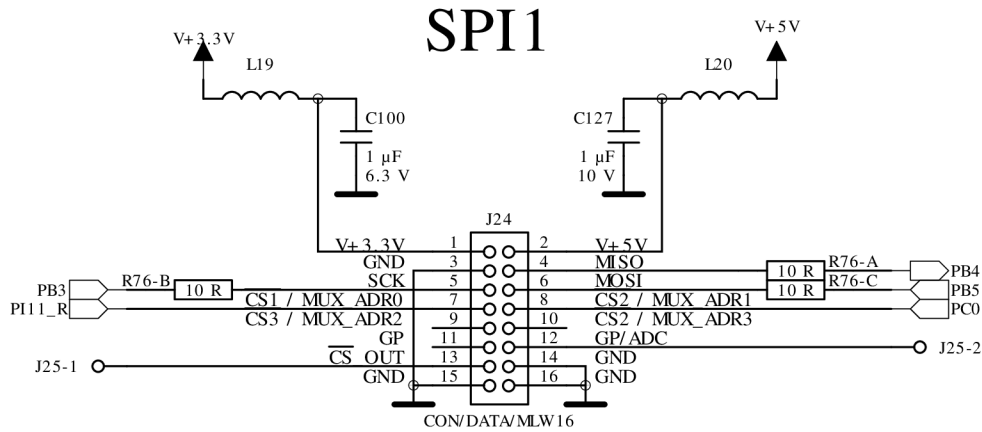 SPI1
V+3.3V
V+5V
L19
L20
C100
1 µF
6.3 V
C127
1 µF
10 V
J24
V+3.3V 1 2 V+5V
GND 3 4 MISO
SCK 5 6 MOSI
CS1 / MUX_ADR0 7 8 CS2 / MUX_ADR1
CS3 / MUX_ADR2 9 10 CS2 / MUX_ADR3
GP 11 12 GP/ADC
CS_OUT 13 14 GND
GND 15 16 GND
PB3 R76-B 10 R
PI11_R
10 R R76-A PB4
10 R R76-C PB5
PC0
J25-1
J25-2
CON/DATA/MLW16